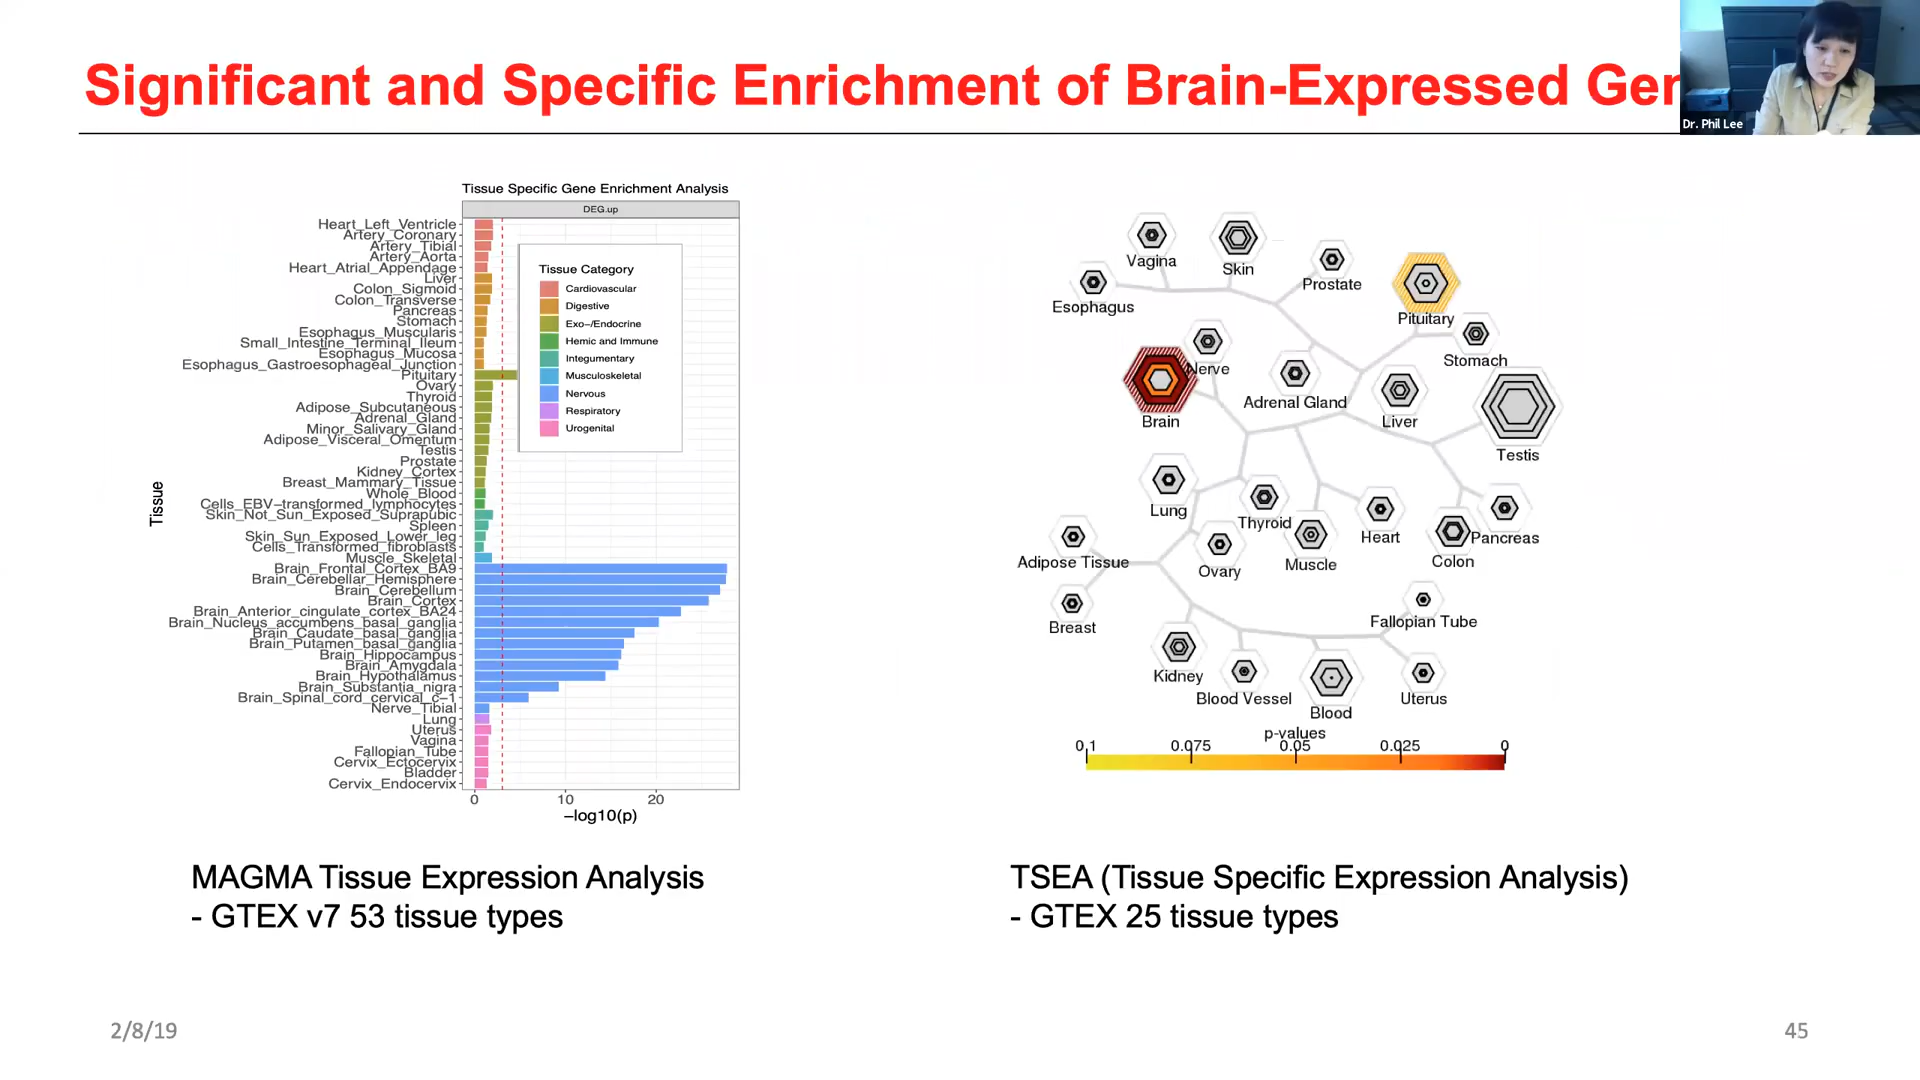 Significant and Specific Enrichment of Brain-Expressed Gen
Dr. Phil Lee
Tissue Specific Gene Enrichment Analysis
DEG.up
Tissue
Heart_Left_Ventricle
Artery_Coronary
Artery_Tibial
Artery_Aorta
Heart_Atrial_Appendage
Liver
Colon_Sigmoid
Colon_Transverse
Pancreas
Stomach
Esophagus_Muscularis
Small_Intestine_Terminal_Ileum
Esophagus_Mucosa
Esophagus_Gastroesophageal_Junction
Pituitary
Ovary
Thyroid
Adipose_Subcutaneous
Adrenal_Gland
Minor_Salivary_Gland
Adipose_Visceral_Omentum
Testis
Prostate
Kidney_Cortex
Breast_Mammary_Tissue
Whole_Blood
Cells_EBV-transformed_lymphocytes
Skin_Not_Sun_Exposed_Suprapubic
Spleen
Skin_Sun_Exposed_Lower_leg
Cells_Transformed_fibroblasts
Muscle_Skeletal
Brain_Frontal_Cortex_BA9
Brain_Cerebellar_Hemisphere
Brain_Cerebellum
Brain_Cortex
Brain_Anterior_cingulate_cortex_BA24
Brain_Nucleus_accumbens_basal_ganglia
Brain_Caudate_basal_ganglia
Brain_Putamen_basal_ganglia
Brain_Hippocampus
Brain_Amygdala
Brain_Hypothalamus
Brain_Substantia_nigra
Brain_Spinal_cord_cervical_c-1
Nerve_Tibial
Lung
Uterus
Vagina
Fallopian_Tube
Cervix_Ectocervix
Bladder
Cervix_Endocervix
0 10 20
-log10(p)
Tissue Category
Cardiovascular
Digestive
Exo-/Endocrine
Hemic and Immune
Integumentary
Musculoskeletal
Nervous
Respiratory
Urogenital
Vagina
Skin
Prostate
Esophagus
Pituitary
Nerve
Stomach
Brain
Adrenal Gland
Liver
Testis
Lung
Thyroid
Heart
Colon
Pancreas
Adipose Tissue
Ovary
Muscle
Breast
Fallopian Tube
Kidney
Blood Vessel
Blood
Uterus
p-values
0.1 0.075 0.05 0.025 0
MAGMA Tissue Expression Analysis
- GTEX v7 53 tissue types
TSEA (Tissue Specific Expression Analysis)
- GTEX 25 tissue types
2/8/19
45